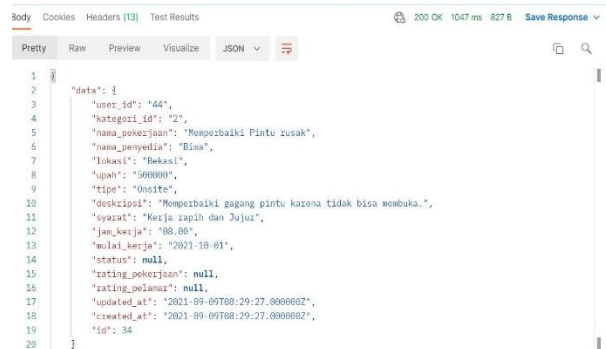 Body Cookies Headers (13) Test Results 200 OK 1047 ms 827 B Save Response
Pretty Raw Preview Visualize JSON
1 {
2 "data": {
3 "user_id": "44",
4 "kategori_id": "2",
5 "nama_pekerjaan": "Memperbaiki Pintu rusak",
6 "nama_penyedia": "Bima",
7 "lokasi": "Bekasi",
8 "upah": "500000",
9 "tipe": "Onsite",
10 "deskripsi": "Memperbaiki gagang pintu karena tidak bisa membuka.",
11 "syarat": "Kerja rapih dan Jujur",
12 "jam_kerja": "08.00",
13 "mulai_kerja": "2021-10-01",
14 "status": null,
15 "rating_pekerjaan": null,
16 "rating_pelamar": null,
17 "updated_at": "2021-09-09T08:29:27.000000Z",
18 "created_at": "2021-09-09T08:29:27.000000Z",
19 "id": 34
20 }